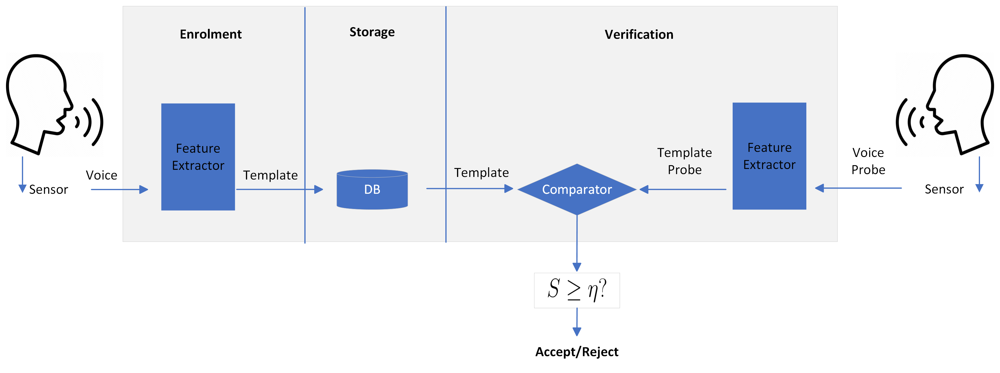 Enrolment
Storage
Verification
Feature
Extractor
Voice
Sensor
Template
DB
Template
Comparator
Template
Probe
Feature
Extractor
Voice
Probe
Sensor
S ≥ η?
Accept/Reject